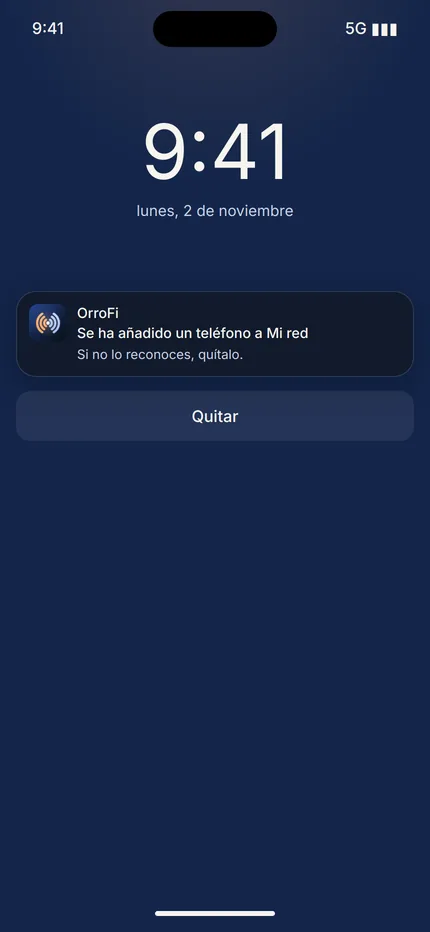 9:41
5G
9:41
lunes, 2 de noviembre
OrroFi
Se ha añadido un teléfono a Mi red
Si no lo reconoces, quítalo.
Quitar